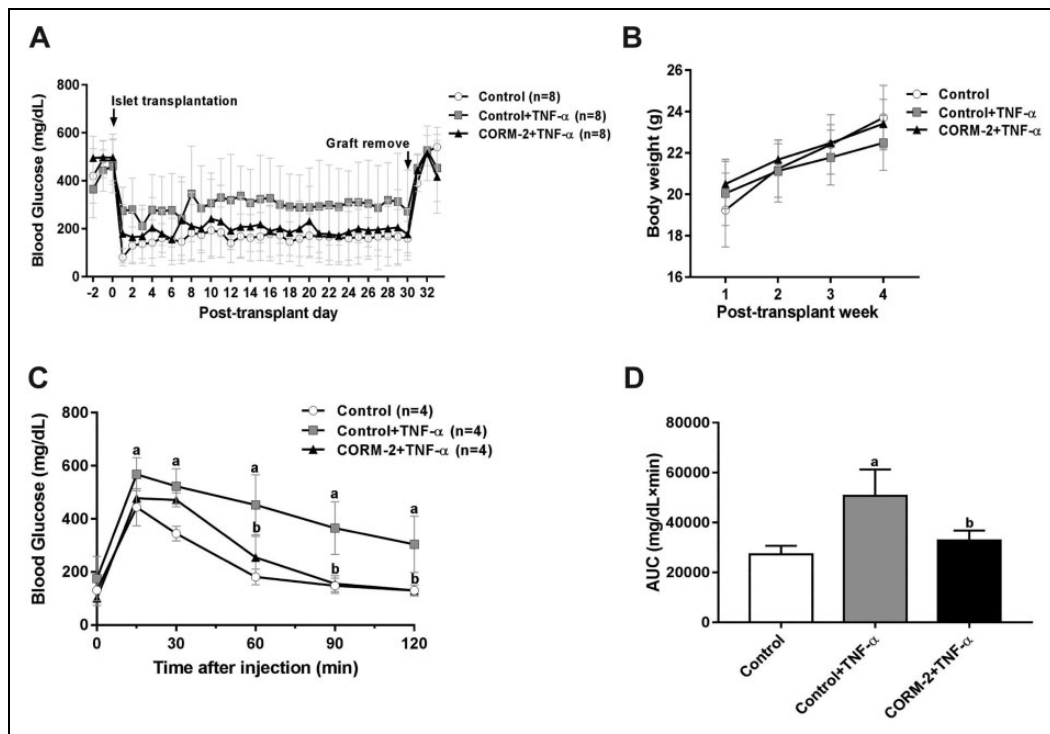 A
Blood Glucose (mg/dL)
800
600
400
200
0
Islet transplantation
Graft remove
Control (n=8)
Control+TNF-α (n=8)
CORM-2+TNF-α (n=8)
-2 0 2 4 6 8 10 12 14 16 18 20 22 24 26 28 30 32
Post-transplant day
B
Body weight (g)
26
24
22
20
18
16
Control
Control+TNF-α
CORM-2+TNF-α
1 2 3 4
Post-transplant week
C
Blood Glucose (mg/dL)
800
600
400
200
0
Control (n=4)
Control+TNF-α (n=4)
CORM-2+TNF-α (n=4)
a a a a a
b b b
0 30 60 90 120
Time after injection (min)
D
AUC (mg/dL×min)
80000
60000
40000
20000
0
a
b
Control
Control+TNF-α
CORM-2+TNF-α